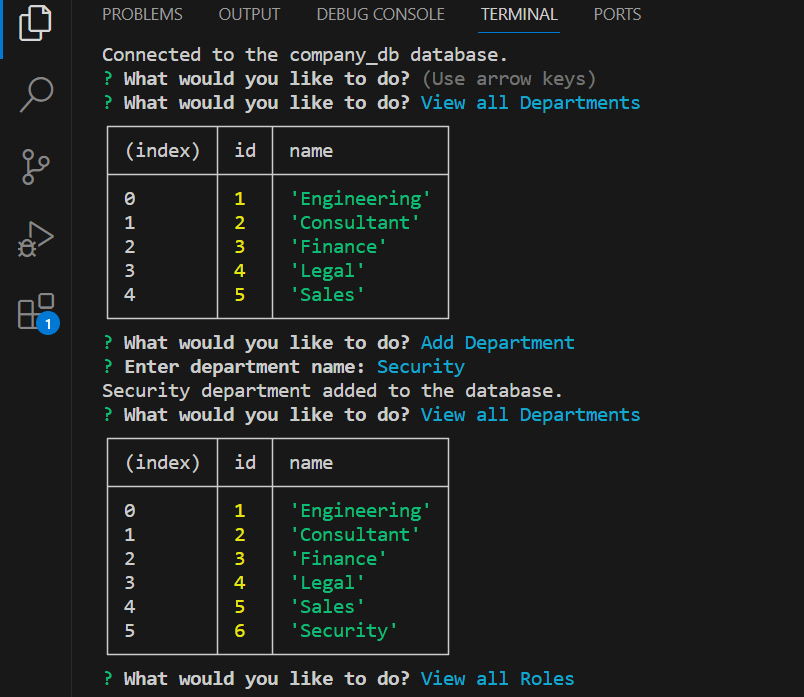 PROBLEMS OUTPUT DEBUG CONSOLE TERMINAL PORTS
Connected to the company_db database.
? What would you like to do? (Use arrow keys)
? What would you like to do? View all Departments
(index) id name
0 1 'Engineering'
1 2 'Consultant'
2 3 'Finance'
3 4 'Legal'
4 5 'Sales'
1
? What would you like to do? Add Department
? Enter department name: Security
Security department added to the database.
? What would you like to do? View all Departments
(index) id name
0 1 'Engineering'
1 2 'Consultant'
2 3 'Finance'
3 4 'Legal'
4 5 'Sales'
5 6 'Security'
? What would you like to do? View all Roles